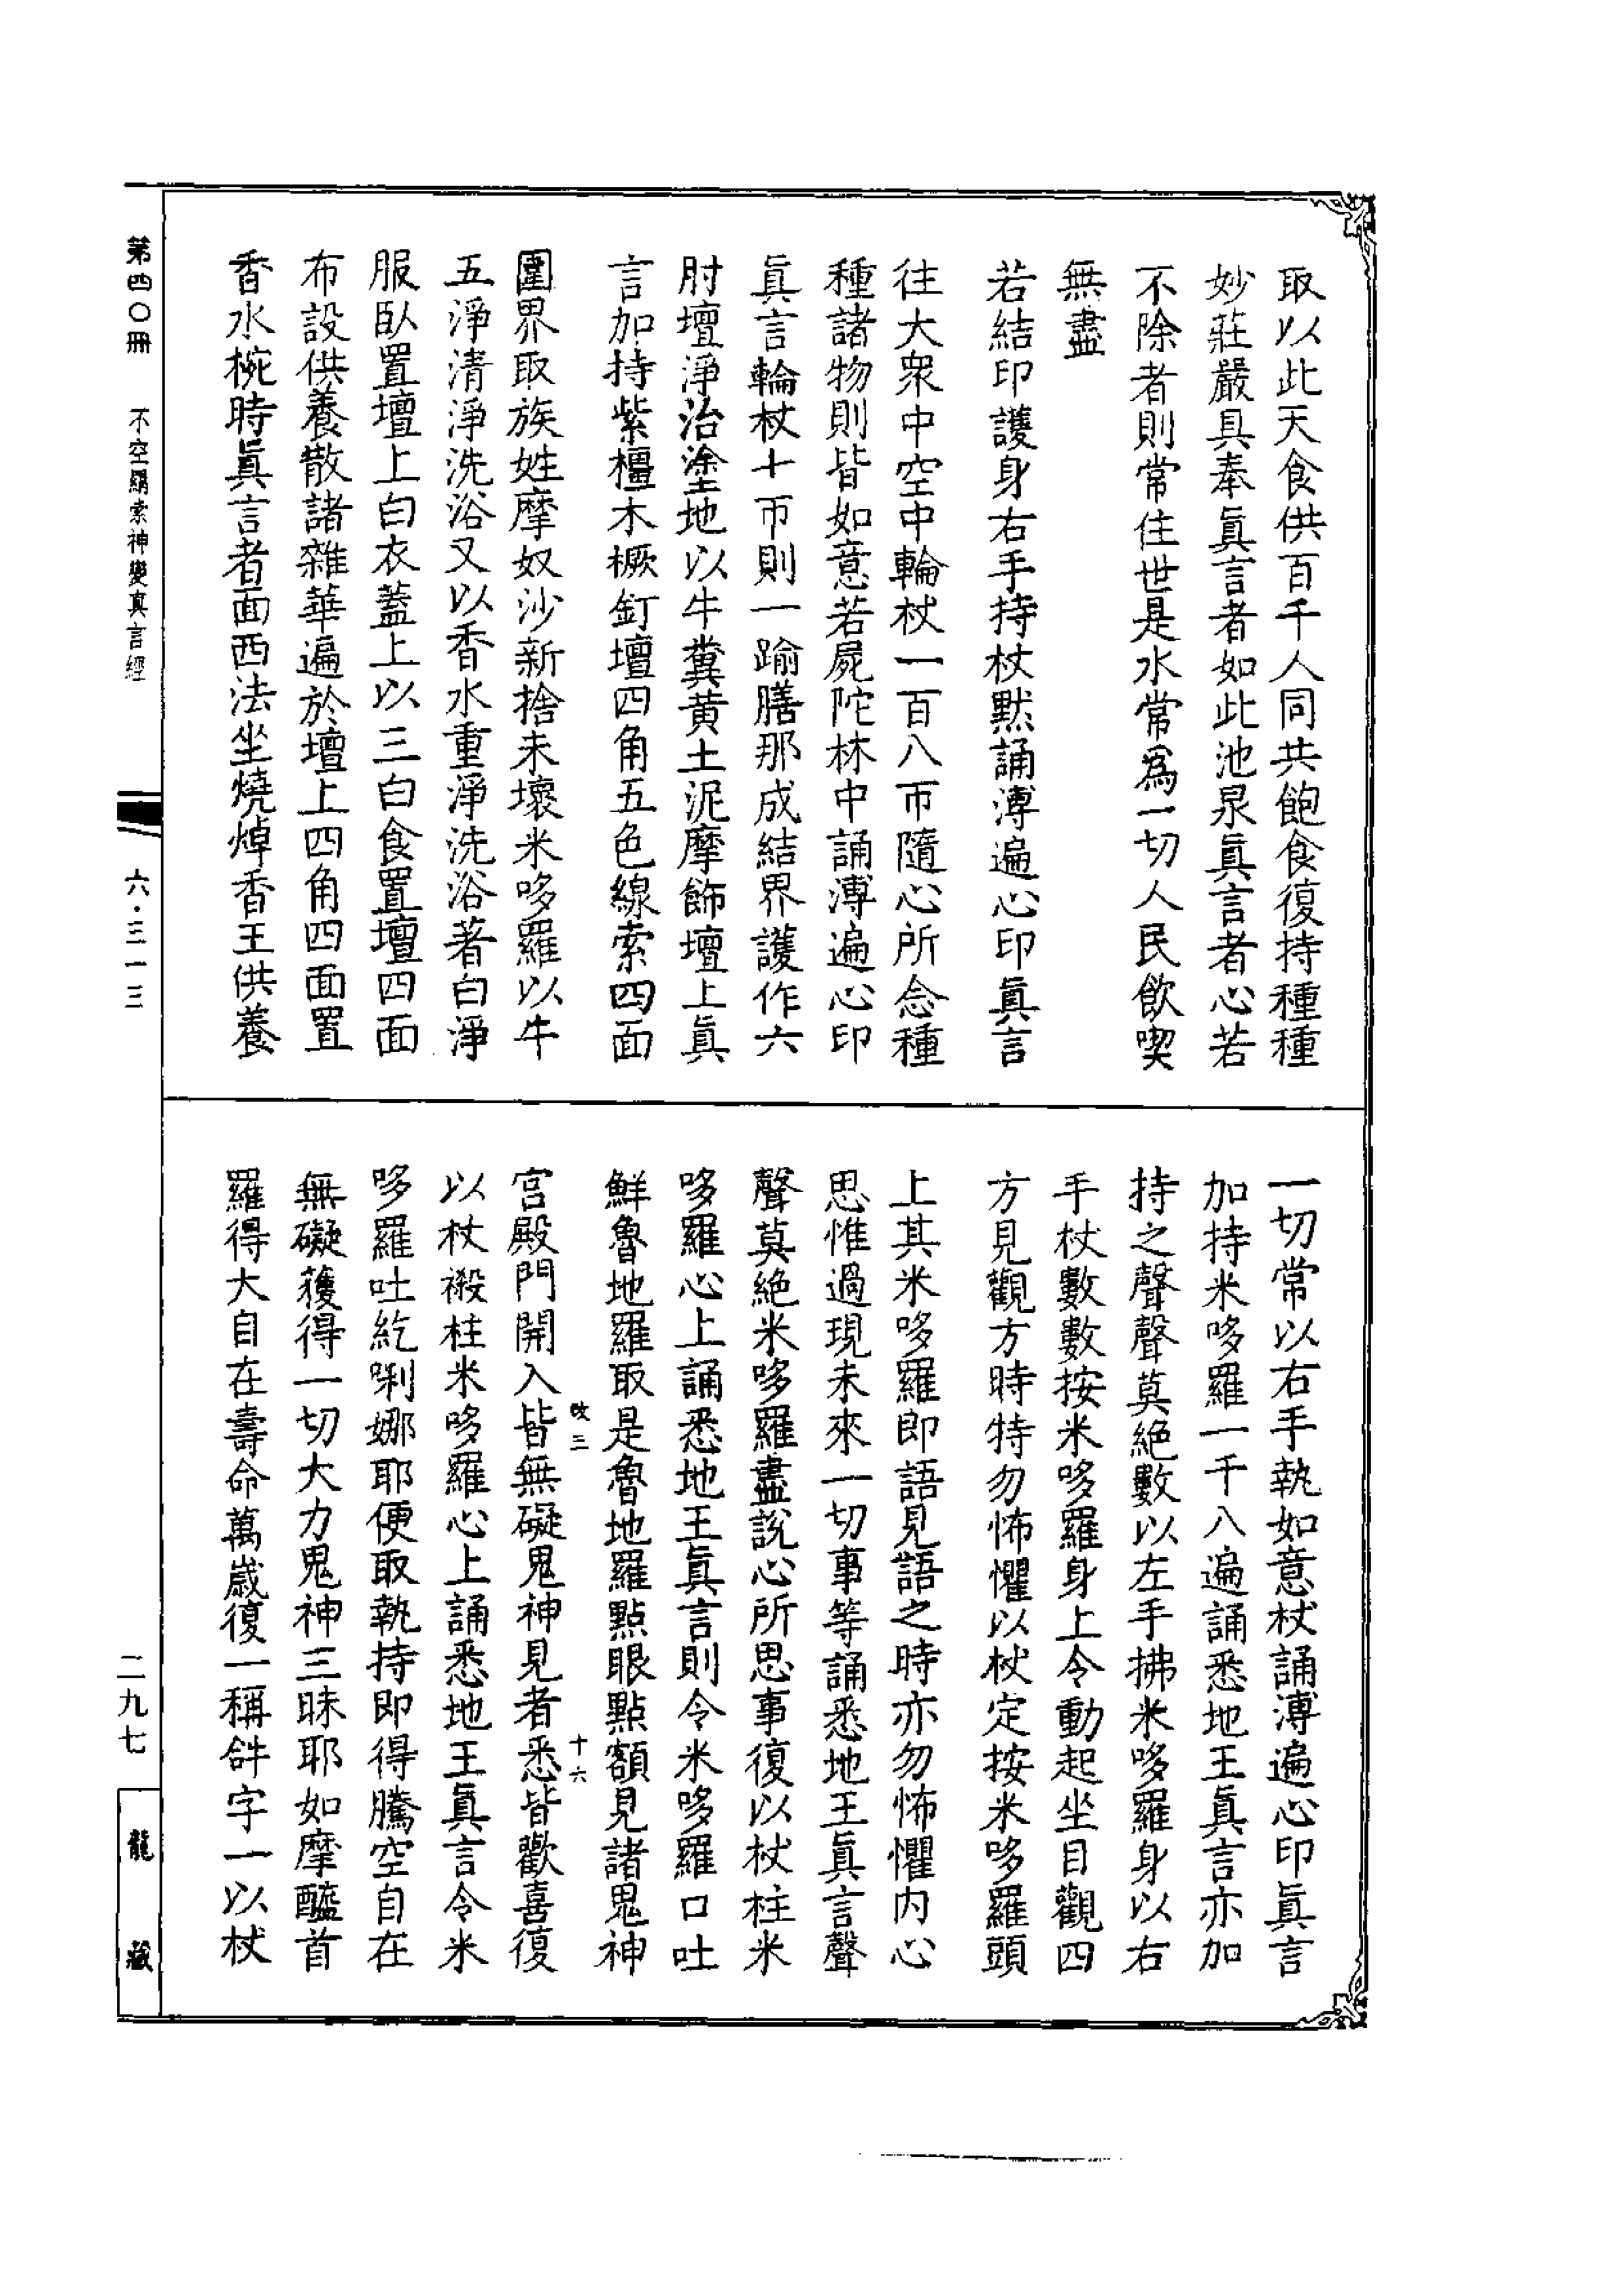 取以此天食供百千人同共飽食復持種種
妙莊嚴具奉眞言者如此池泉眞言者心若
不除者則常住世是水常爲一切人民飲喫
無盡
若結印護身右手持杖默誦溥遍心印眞言
往大衆中空中輪杖一百八帀隨心所念種
種諸物則皆如意若屍陀林中誦溥遍心印
眞言輪杖十帀則一踰膳那成結界護作六
肘壇淨治塗地以牛糞黄土泥摩飾壇上眞
言加持紫橿木橛釘壇四角五色線索四面
圍界取族姓摩奴沙新捨未壞米哆羅以牛
五淨清淨洗浴又以香水重淨洗浴著白淨
服臥置壇上白衣蓋上以三白食置壇四面
布設供養散諸雜華遍於壇上四角四面置
香水椀時眞言者面西法坐燒焯香王供養
一切常以右手執如意杖誦溥遍心印眞言
加持米哆羅一千八遍誦悉地王眞言亦加
持之聲聲莫絶數以左手拂米哆羅身以右
手杖數數按米哆羅身上令動起坐目觀四
方見觀方時特勿怖懼以杖定按米哆羅頭
上其米哆羅即語見語之時亦勿怖懼内心
思惟過現未來一切事等誦悉地王眞言聲
聲莫絶米哆羅盡說心所思事復以杖柱米
哆羅心上誦悉地王眞言則令米哆羅口吐
鮮魯地羅取是魯地羅點眼點額見諸鬼神
改三 十六
宮殿門開入皆無礙鬼神見者悉皆歡喜復
以杖撥柱米哆羅心上誦悉地王眞言令米
哆羅吐紇唎娜耶便取執持即得騰空自在
無礙獲得一切大力鬼神三昧耶如摩醯首
羅得大自在壽命萬歲復一稱𤙖字一以杖
第四〇冊 不空羂索神變真言經
六·三一三
二九七
龍藏